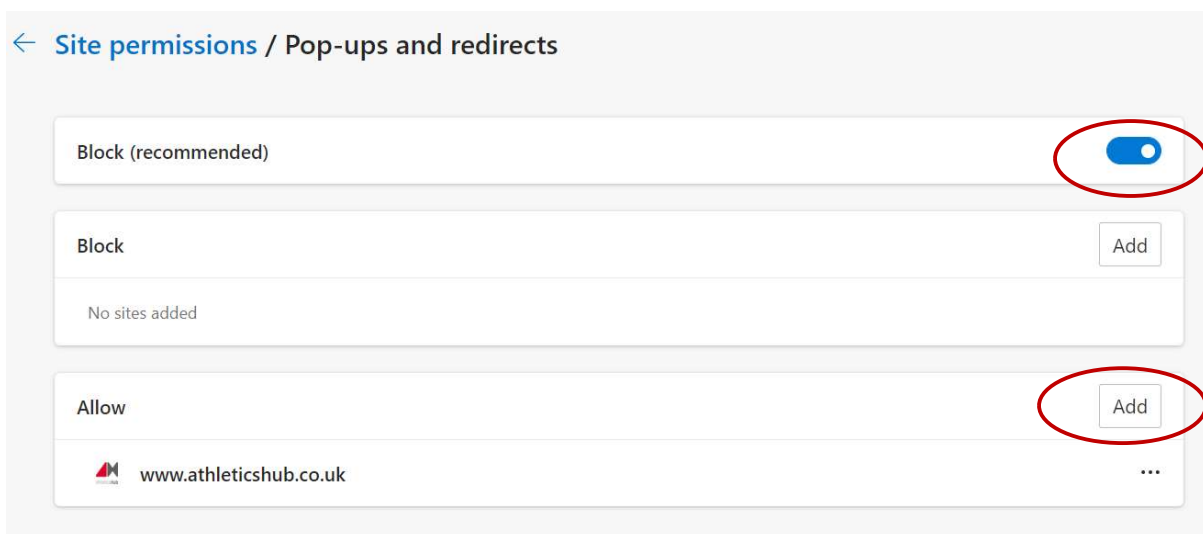 ← Site permissions / Pop-ups and redirects
Block (recommended)
Block Add
No sites added
Allow Add
www.athleticshub.co.uk ...